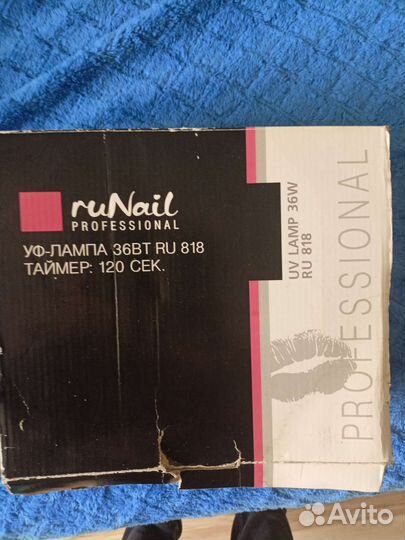 ruNail
PROFESSIONAL
УФ-ЛАМПА 36ВТ RU 818
ТАЙМЕР: 120 СЕК.
UV LAMP 36W
RU 818
PROFESSIONAL
Avito